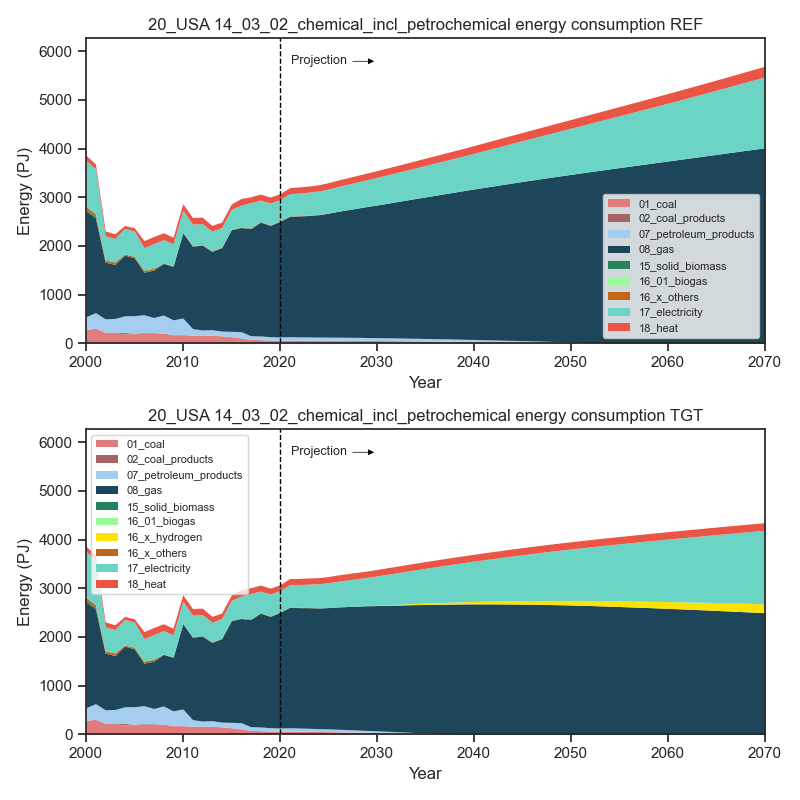 20_USA 14_03_02_chemical_incl_petrochemical energy consumption REF
6000
5000
4000
3000
2000
1000
0
Energy (PJ)
Projection
01_coal
02_coal_products
07_petroleum_products
08_gas
15_solid_biomass
16_01_biogas
16_x_others
17_electricity
18_heat
2000 2010 2020 2030 2040 2050 2060 2070
Year
20_USA 14_03_02_chemical_incl_petrochemical energy consumption TGT
6000
5000
4000
3000
2000
1000
0
Energy (PJ)
01_coal
02_coal_products
07_petroleum_products
08_gas
15_solid_biomass
16_01_biogas
16_x_hydrogen
16_x_others
17_electricity
18_heat
Projection
2000 2010 2020 2030 2040 2050 2060 2070
Year